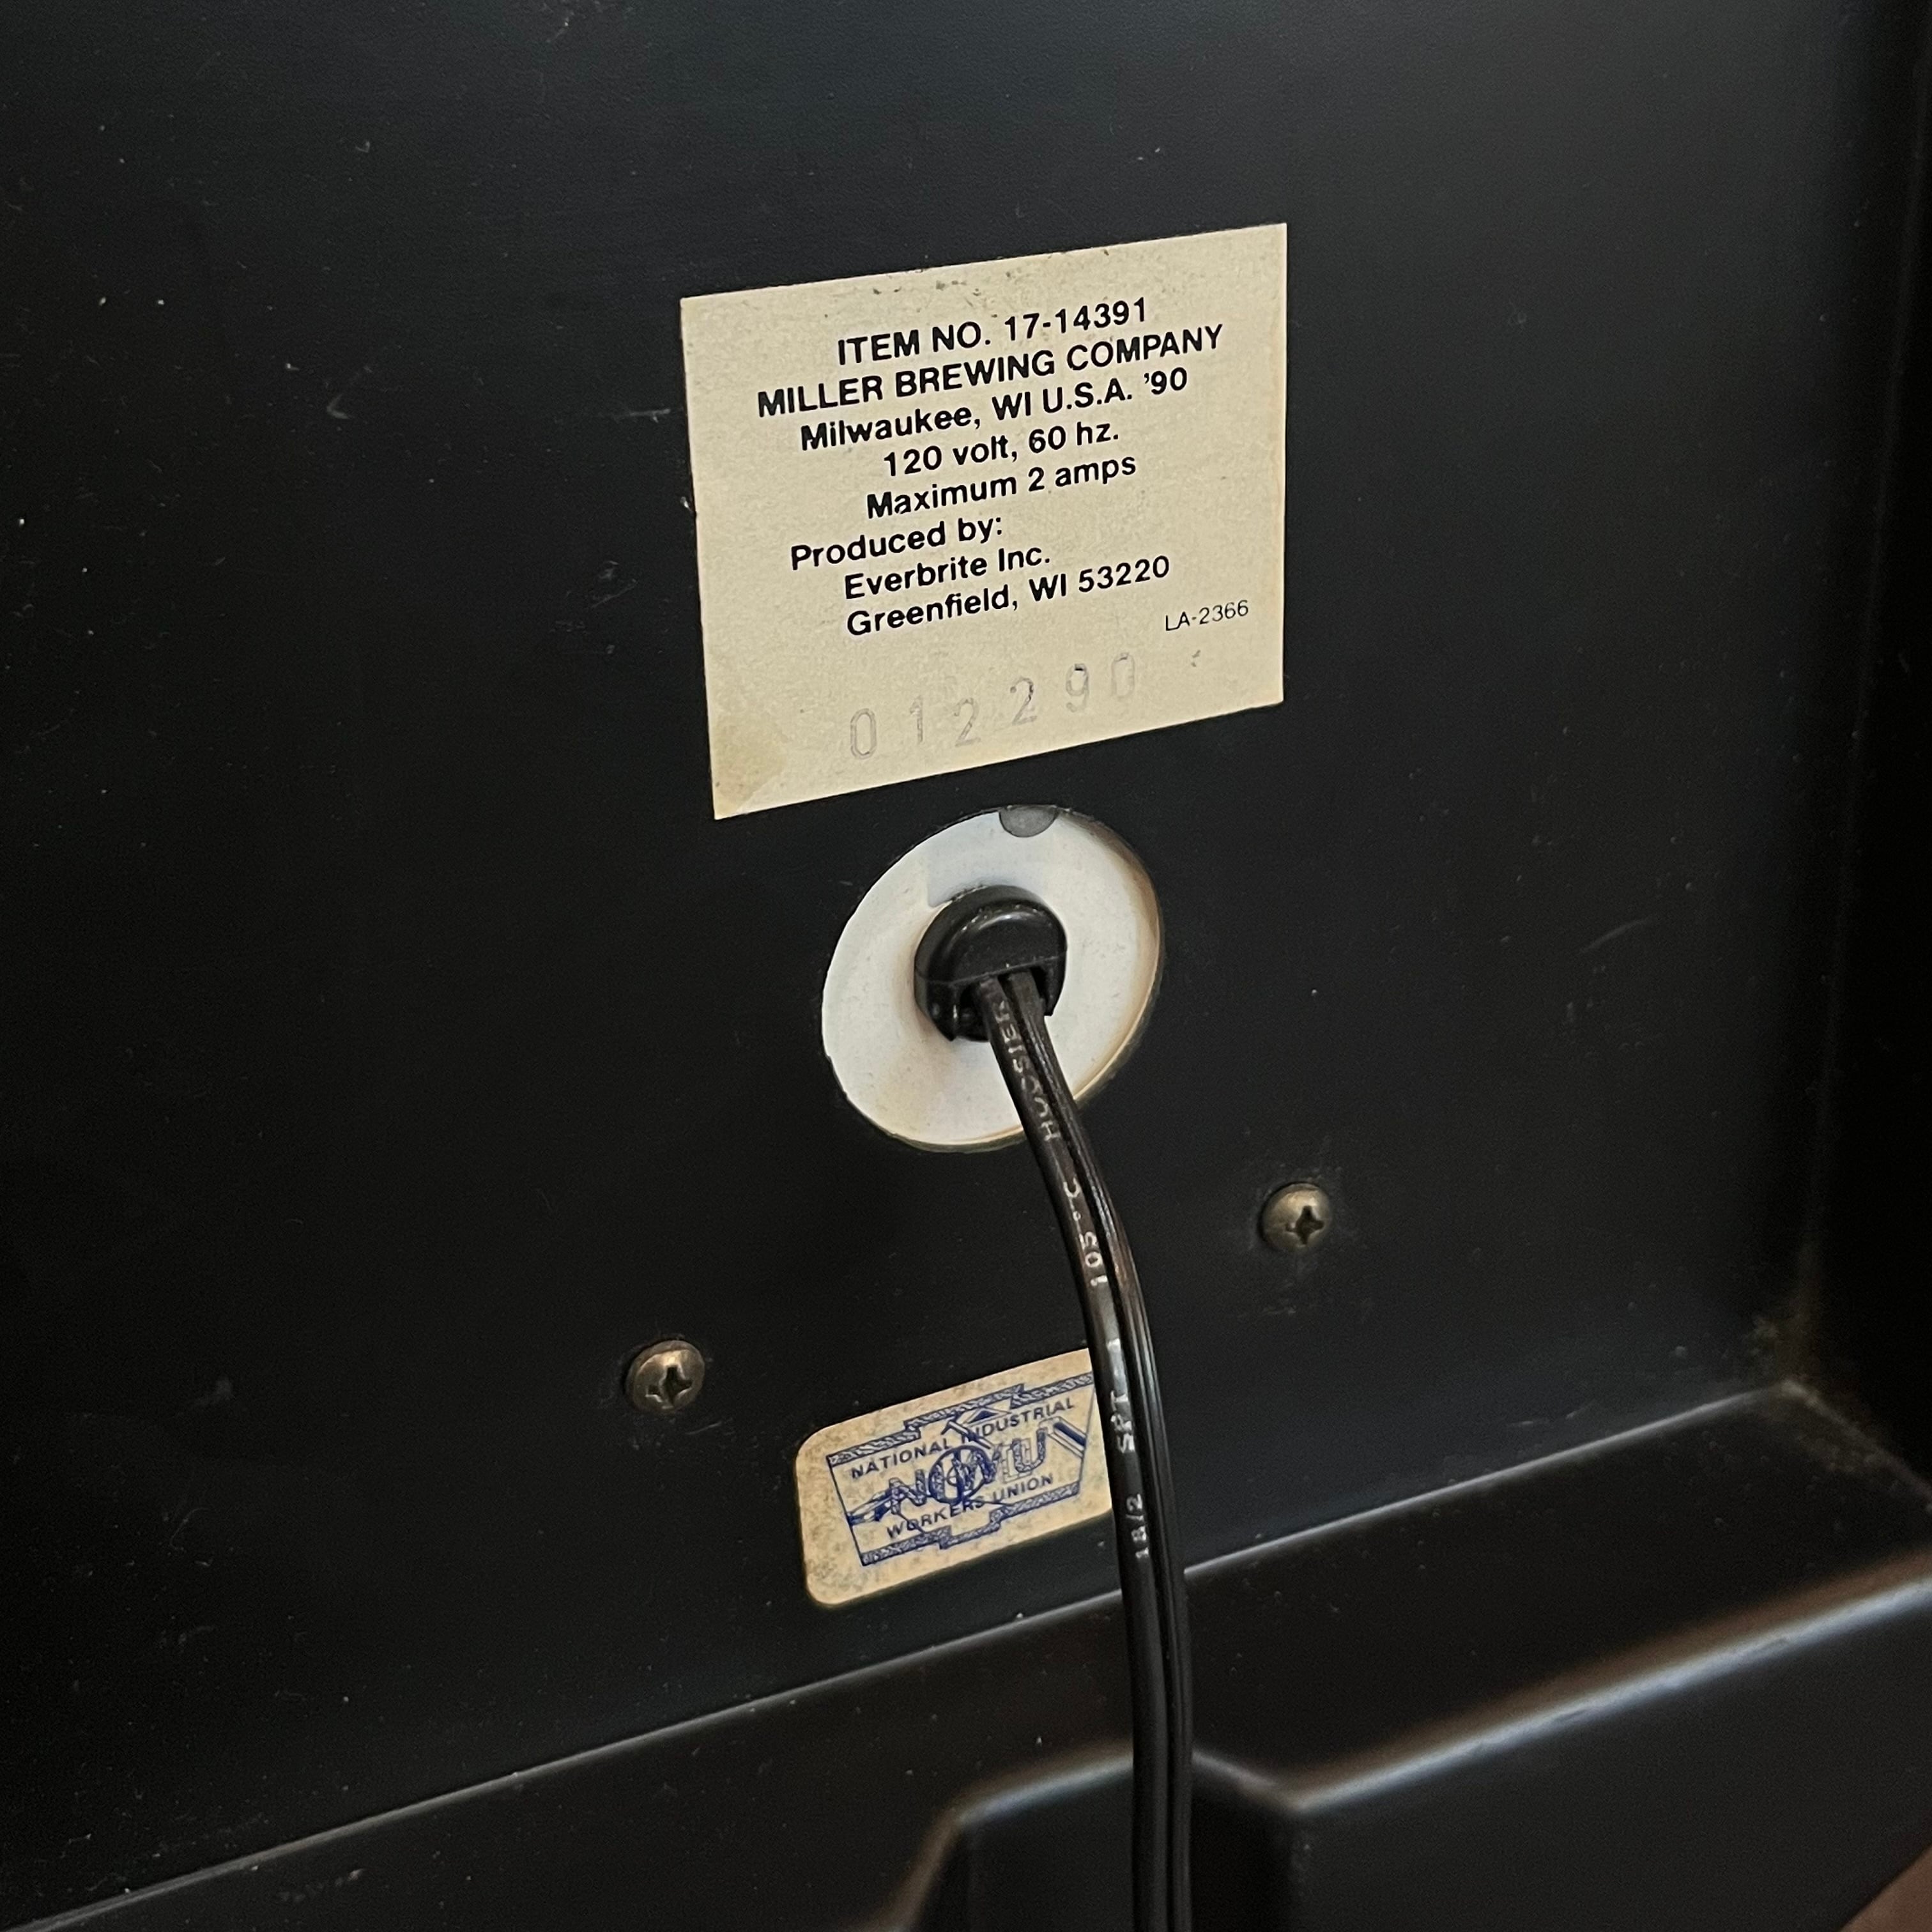 ITEM NO. 17-14391
MILLER BREWING COMPANY
Milwaukee, WI U.S.A. '90
120 volt, 60 hz.
Maximum 2 amps
Produced by:
Everbrite Inc.
Greenfield, WI 53220
LA-2366
012290
HOOSIER
105°C
SPT-
18/2
NATIONAL INDUSTRIAL
WORKERS UNION